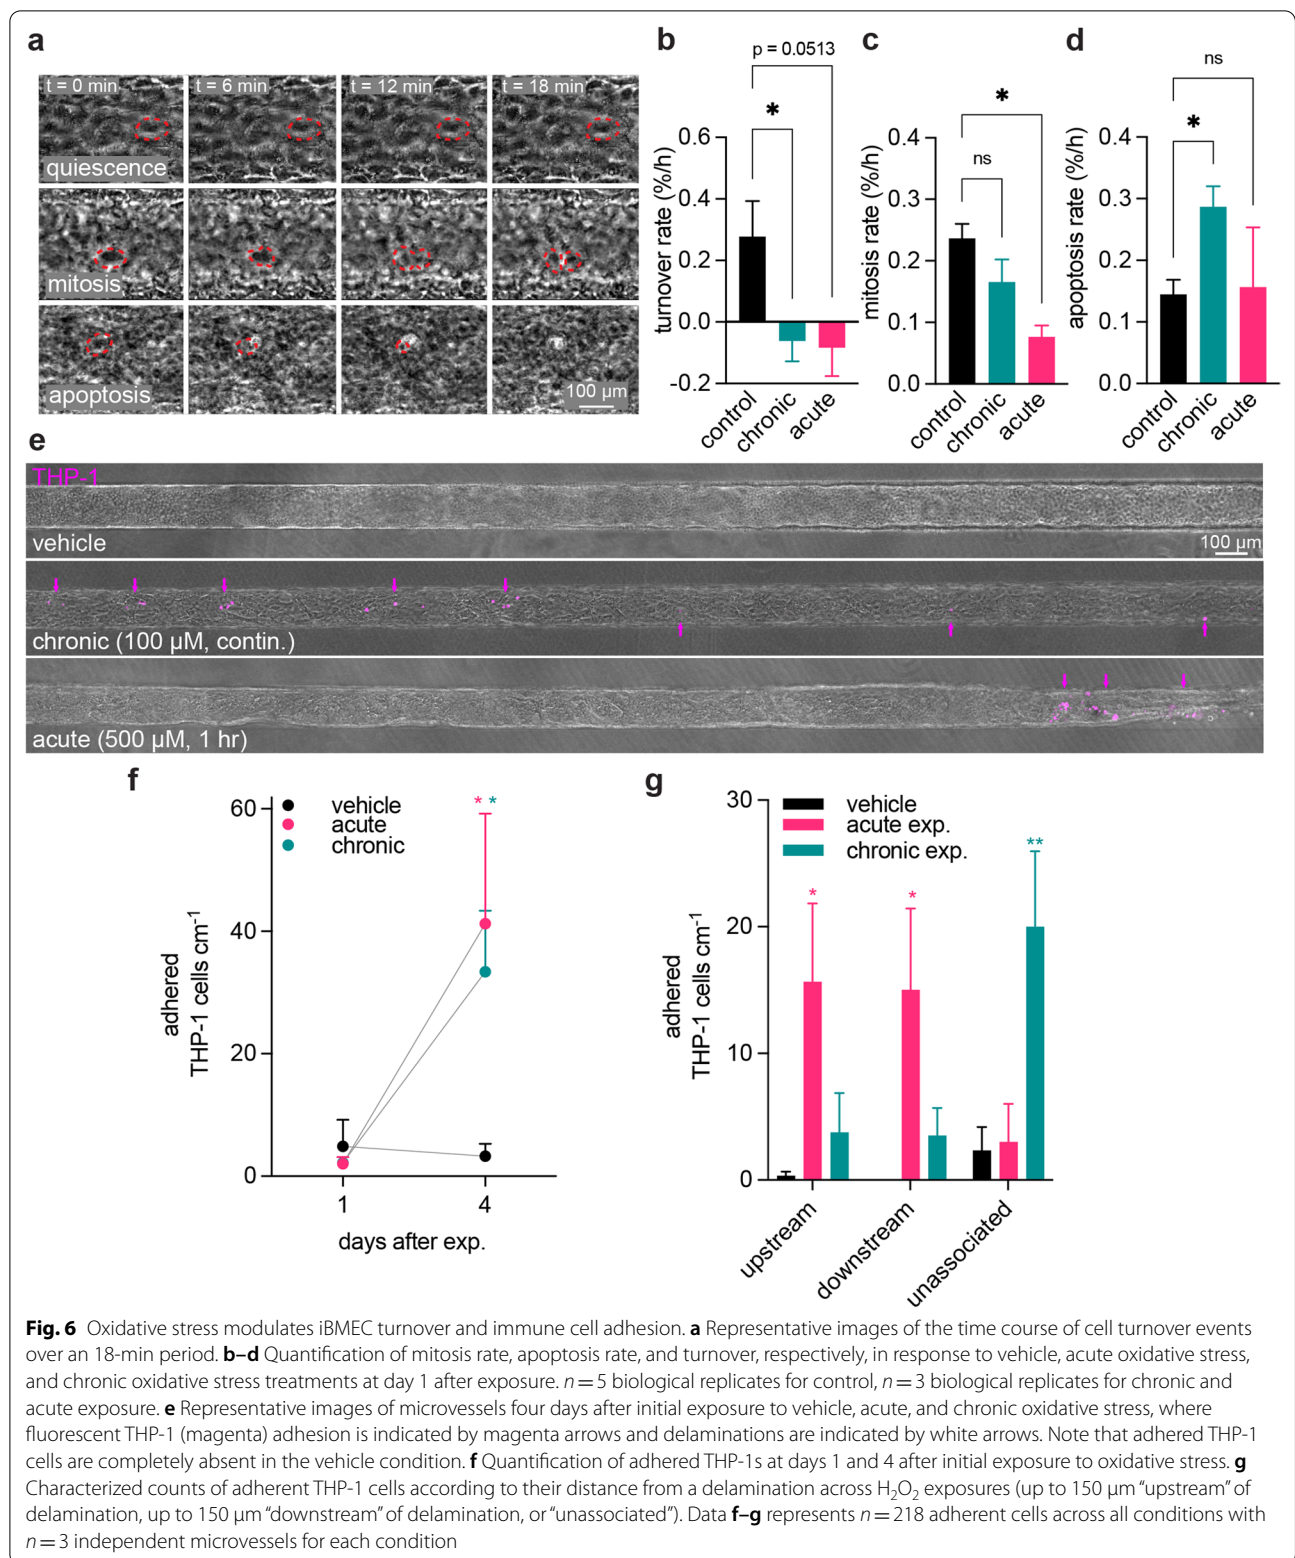 a
t = 0 min
t = 6 min
t = 12 min
t = 18 min
quiescence
mitosis
apoptosis
100 µm
b
p = 0.0513
*
turnover rate (%/h)
0.6
0.4
0.2
0.0
-0.2
control
chronic
acute
c
*
ns
mitosis rate (%/h)
0.4
0.3
0.2
0.1
0.0
control
chronic
acute
d
ns
*
apoptosis rate (%/h)
0.4
0.3
0.2
0.1
0.0
control
chronic
acute
e
THP-1
vehicle
100 µm
chronic (100 µM, contin.)
acute (500 µM, 1 hr)
f
vehicle
acute
chronic
* *
adhered
THP-1 cells cm⁻¹
60
40
20
0
1
4
days after exp.
g
vehicle
acute exp.
chronic exp.
*
*
**
adhered
THP-1 cells cm⁻¹
30
20
10
0
upstream
downstream
unassociated
Fig. 6 Oxidative stress modulates iBMEC turnover and immune cell adhesion. a Representative images of the time course of cell turnover events
over an 18-min period. b–d Quantification of mitosis rate, apoptosis rate, and turnover, respectively, in response to vehicle, acute oxidative stress,
and chronic oxidative stress treatments at day 1 after exposure. n = 5 biological replicates for control, n = 3 biological replicates for chronic and
acute exposure. e Representative images of microvessels four days after initial exposure to vehicle, acute, and chronic oxidative stress, where
fluorescent THP-1 (magenta) adhesion is indicated by magenta arrows and delaminations are indicated by white arrows. Note that adhered THP-1
cells are completely absent in the vehicle condition. f Quantification of adhered THP-1s at days 1 and 4 after initial exposure to oxidative stress. g
Characterized counts of adherent THP-1 cells according to their distance from a delamination across H₂O₂ exposures (up to 150 µm “upstream” of
delamination, up to 150 µm “downstream” of delamination, or “unassociated”). Data f–g represents n = 218 adherent cells across all conditions with
n = 3 independent microvessels for each condition